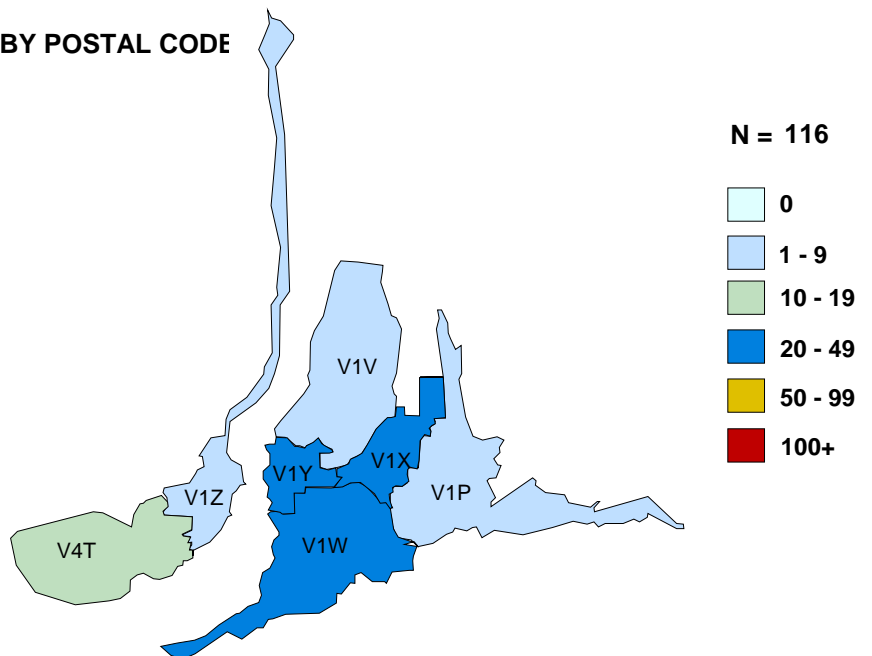 BY POSTAL CODE
N = 116
0
1 - 9
10 - 19
20 - 49
50 - 99
100+
V1V
V1X
V1Y
V1Z
V1P
V1W
V4T